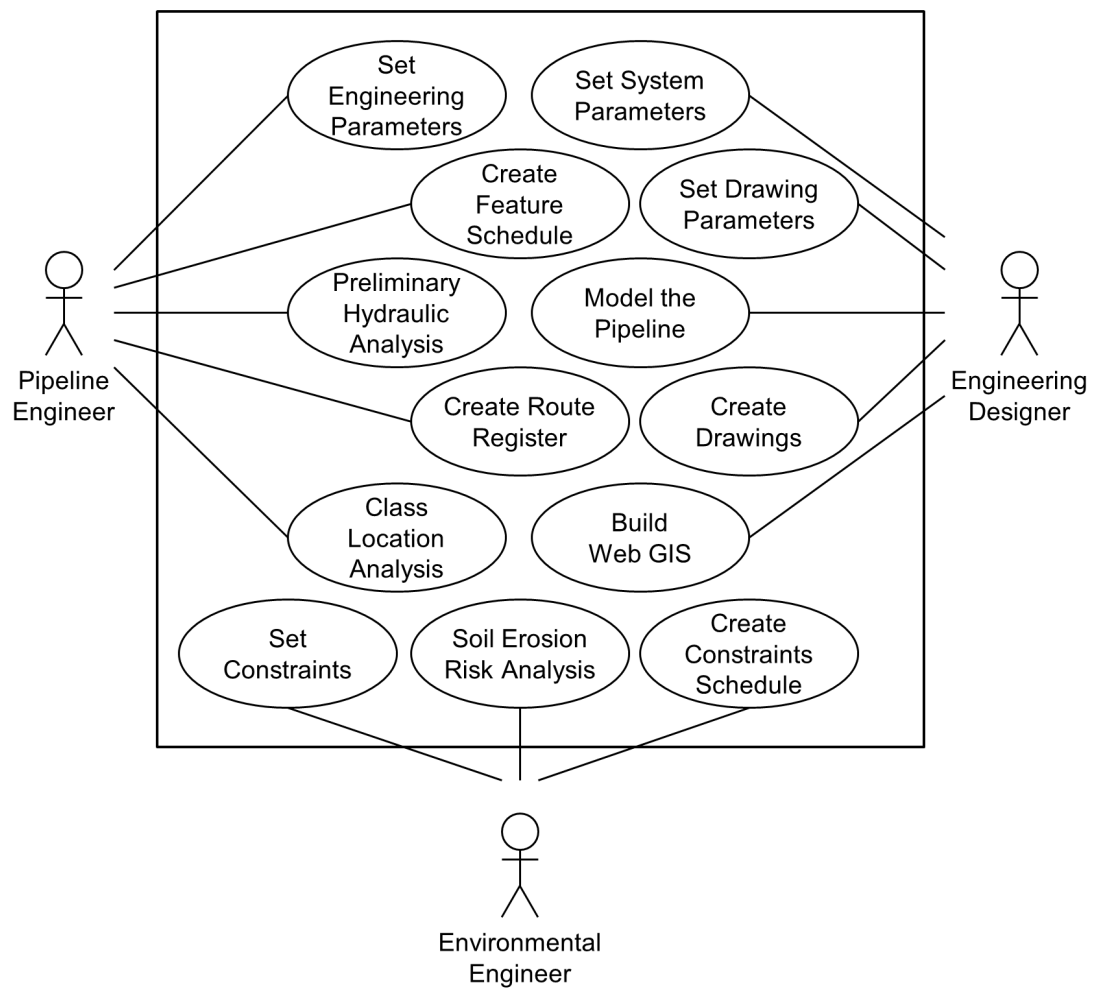 Set
Engineering
Parameters
Set System
Parameters
Create
Feature
Schedule
Set Drawing
Parameters
Preliminary
Hydraulic
Analysis
Model the
Pipeline
Pipeline
Engineer
Engineering
Designer
Create Route
Register
Create
Drawings
Class
Location
Analysis
Build
Web GIS
Set
Constraints
Soil Erosion
Risk Analysis
Create
Constraints
Schedule
Environmental
Engineer